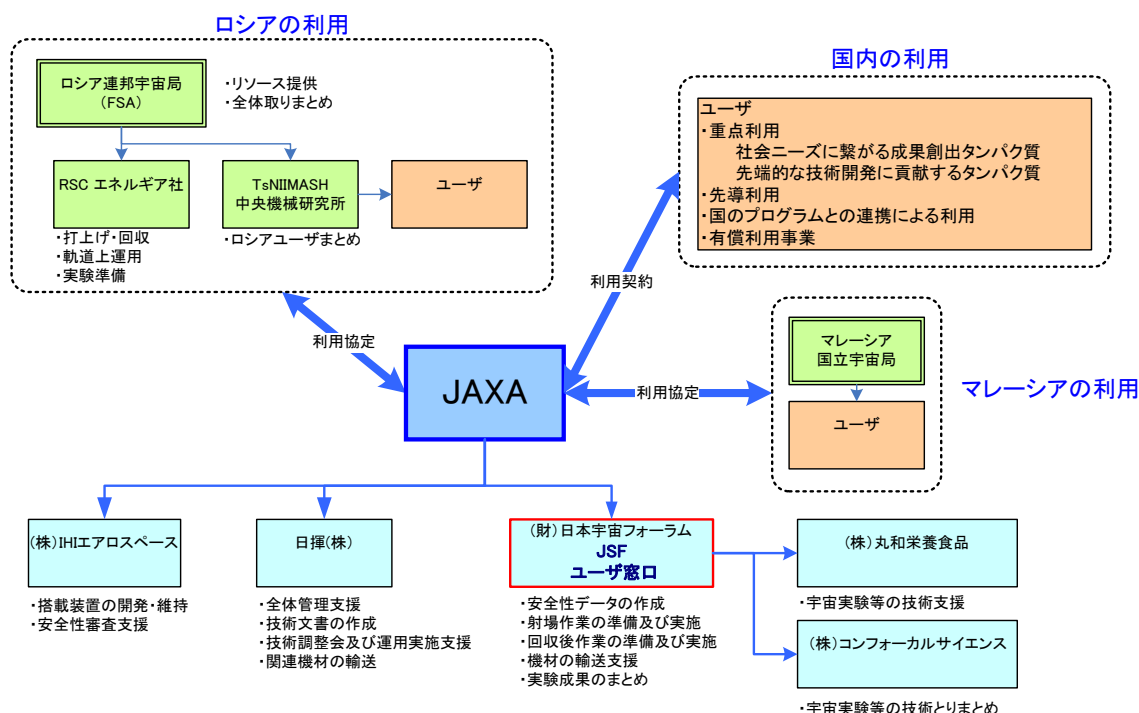 ロシアの利用
ロシア連邦宇宙局
(FSA)
・リソース提供
・全体取りまとめ
RSC エネルギア社
TsNIIMASH
中央機械研究所
ユーザ
・打上げ・回収
・軌道上運用
・実験準備
・ロシアユーザまとめ
国内の利用
ユーザ
・重点利用
社会ニーズに繋がる成果創出タンパク質
先端的な技術開発に貢献するタンパク質
・先導利用
・国のプログラムとの連携による利用
・有償利用事業
利用協定
利用契約
JAXA
利用協定
マレーシア
国立宇宙局
ユーザ
マレーシアの利用
(株)IHIエアロスペース
・搭載装置の開発・維持
・安全性審査支援
日揮(株)
・全体管理支援
・技術文書の作成
・技術調整会及び運用実施支援
・関連機材の輸送
(財)日本宇宙フォーラム
JSF
ユーザ窓口
・安全性データの作成
・射場作業の準備及び実施
・回収後作業の準備及び実施
・機材の輸送支援
・実験成果のまとめ
(株)丸和栄養食品
・宇宙実験等の技術支援
(株)コンフォーカルサイエンス
・宇宙実験等の技術とりまとめ